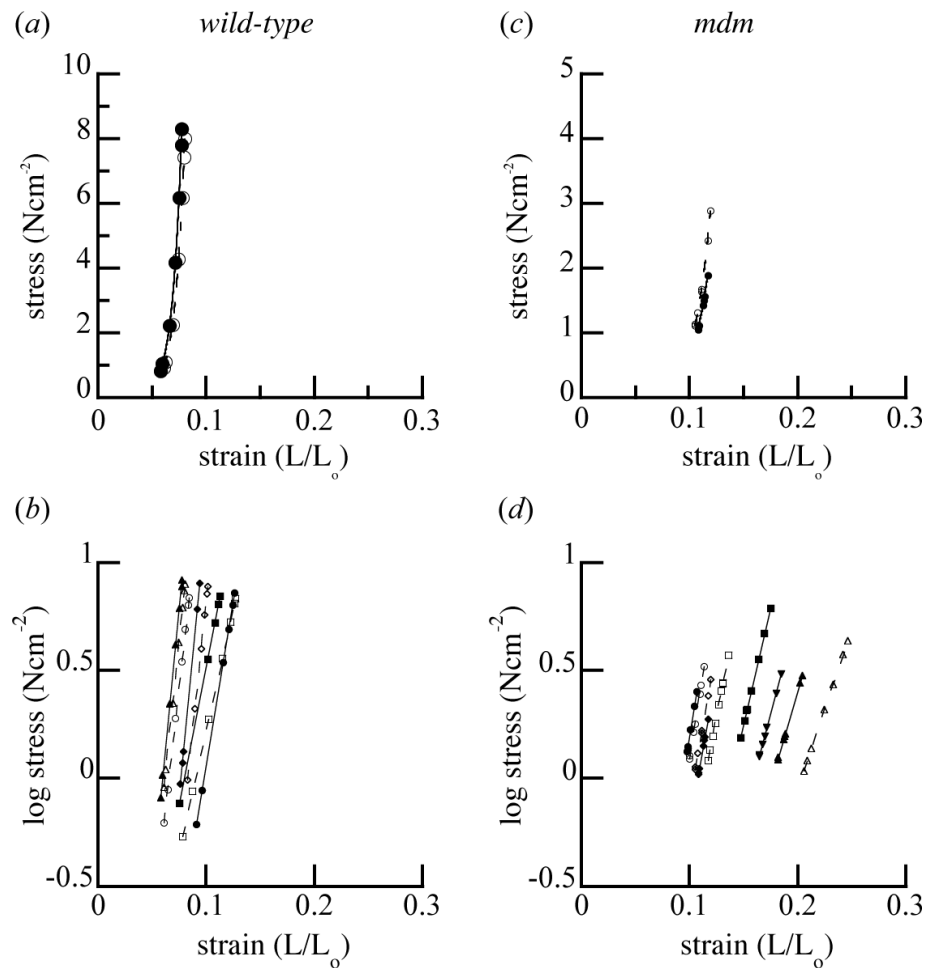 (a) wild-type
10
8
6
4
2
0
stress (Ncm⁻²)
0 0.1 0.2 0.3
strain (L/Lₒ)
(c) mdm
5
4
3
2
1
0
stress (Ncm⁻²)
0 0.1 0.2 0.3
strain (L/Lₒ)
(b)
1
0.5
0
-0.5
log stress (Ncm⁻²)
0 0.1 0.2 0.3
strain (L/Lₒ)
(d)
1
0.5
0
-0.5
log stress (Ncm⁻²)
0 0.1 0.2 0.3
strain (L/Lₒ)